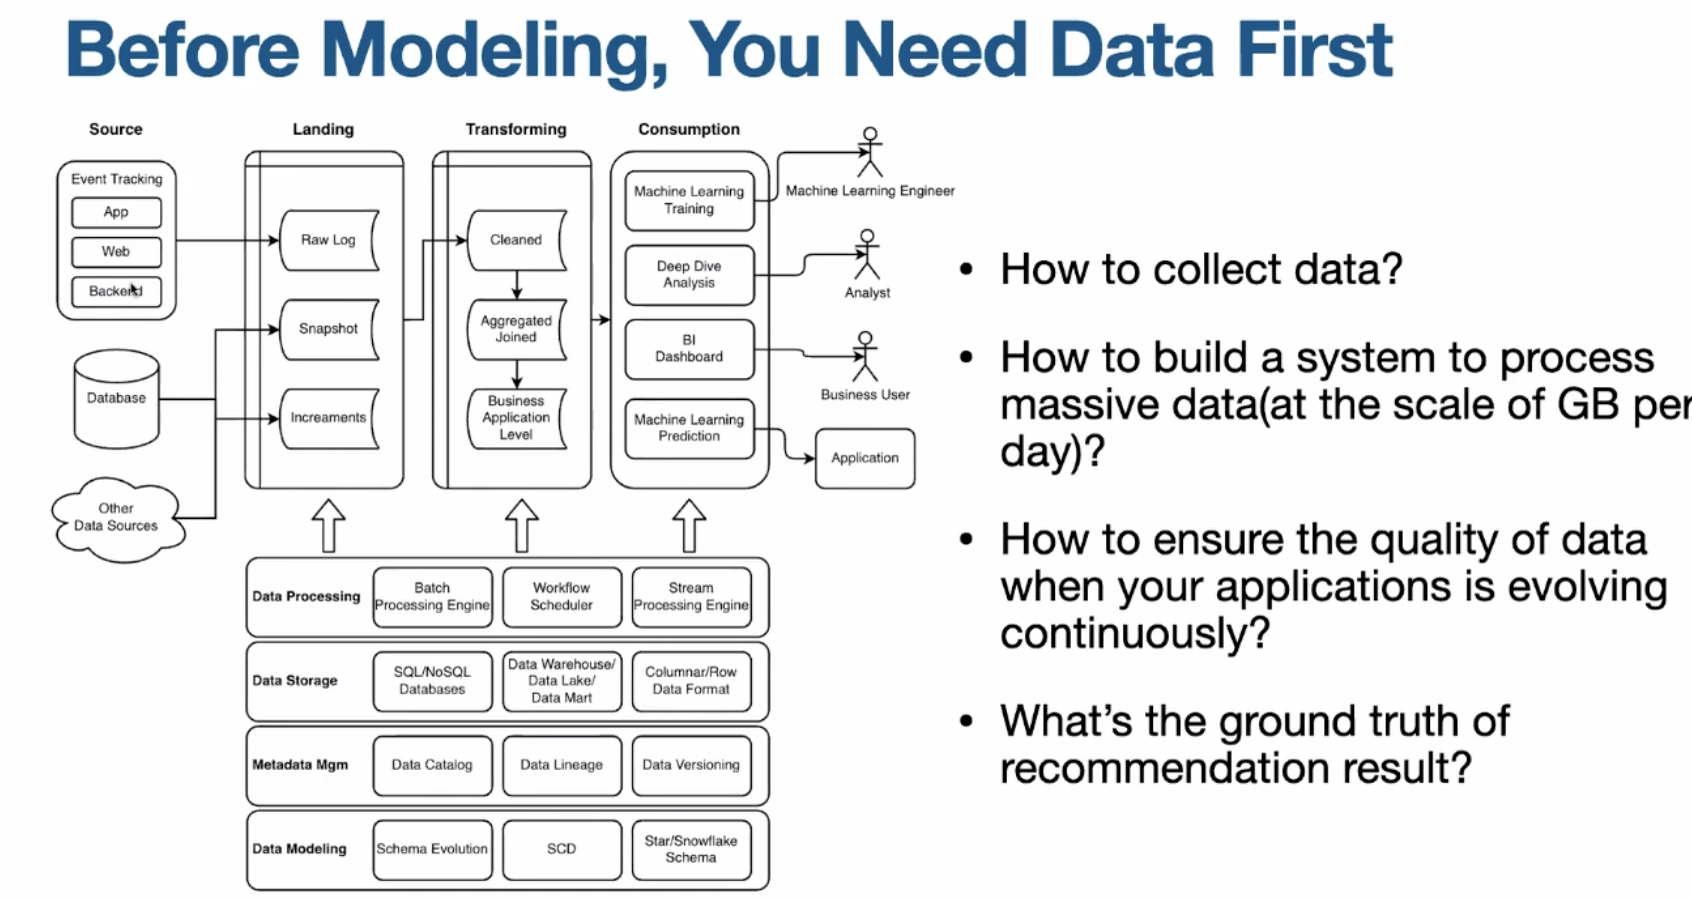 Before Modeling, You Need Data First
Source
Landing
Transforming
Consumption
Event Tracking
App
Web
Backend
Database
Other
Data Sources
Raw Log
Snapshot
Increaments
Cleaned
Aggregated
Joined
Business
Application
Level
Machine Learning
Training
Deep Dive
Analysis
BI
Dashboard
Machine Learning
Prediction
Machine Learning Engineer
Analyst
Business User
Application
Data Processing
Batch
Processing Engine
Workflow
Scheduler
Stream
Processing Engine
Data Storage
SQL/NoSQL
Databases
Data Warehouse/
Data Lake/
Data Mart
Columnar/Row
Data Format
Metadata Mgm
Data Catalog
Data Lineage
Data Versioning
Data Modeling
Schema Evolution
SCD
Star/Snowflake
Schema
• How to collect data?
• How to build a system to process
massive data(at the scale of GB per
day)?
• How to ensure the quality of data
when your applications is evolving
continuously?
• What’s the ground truth of
recommendation result?